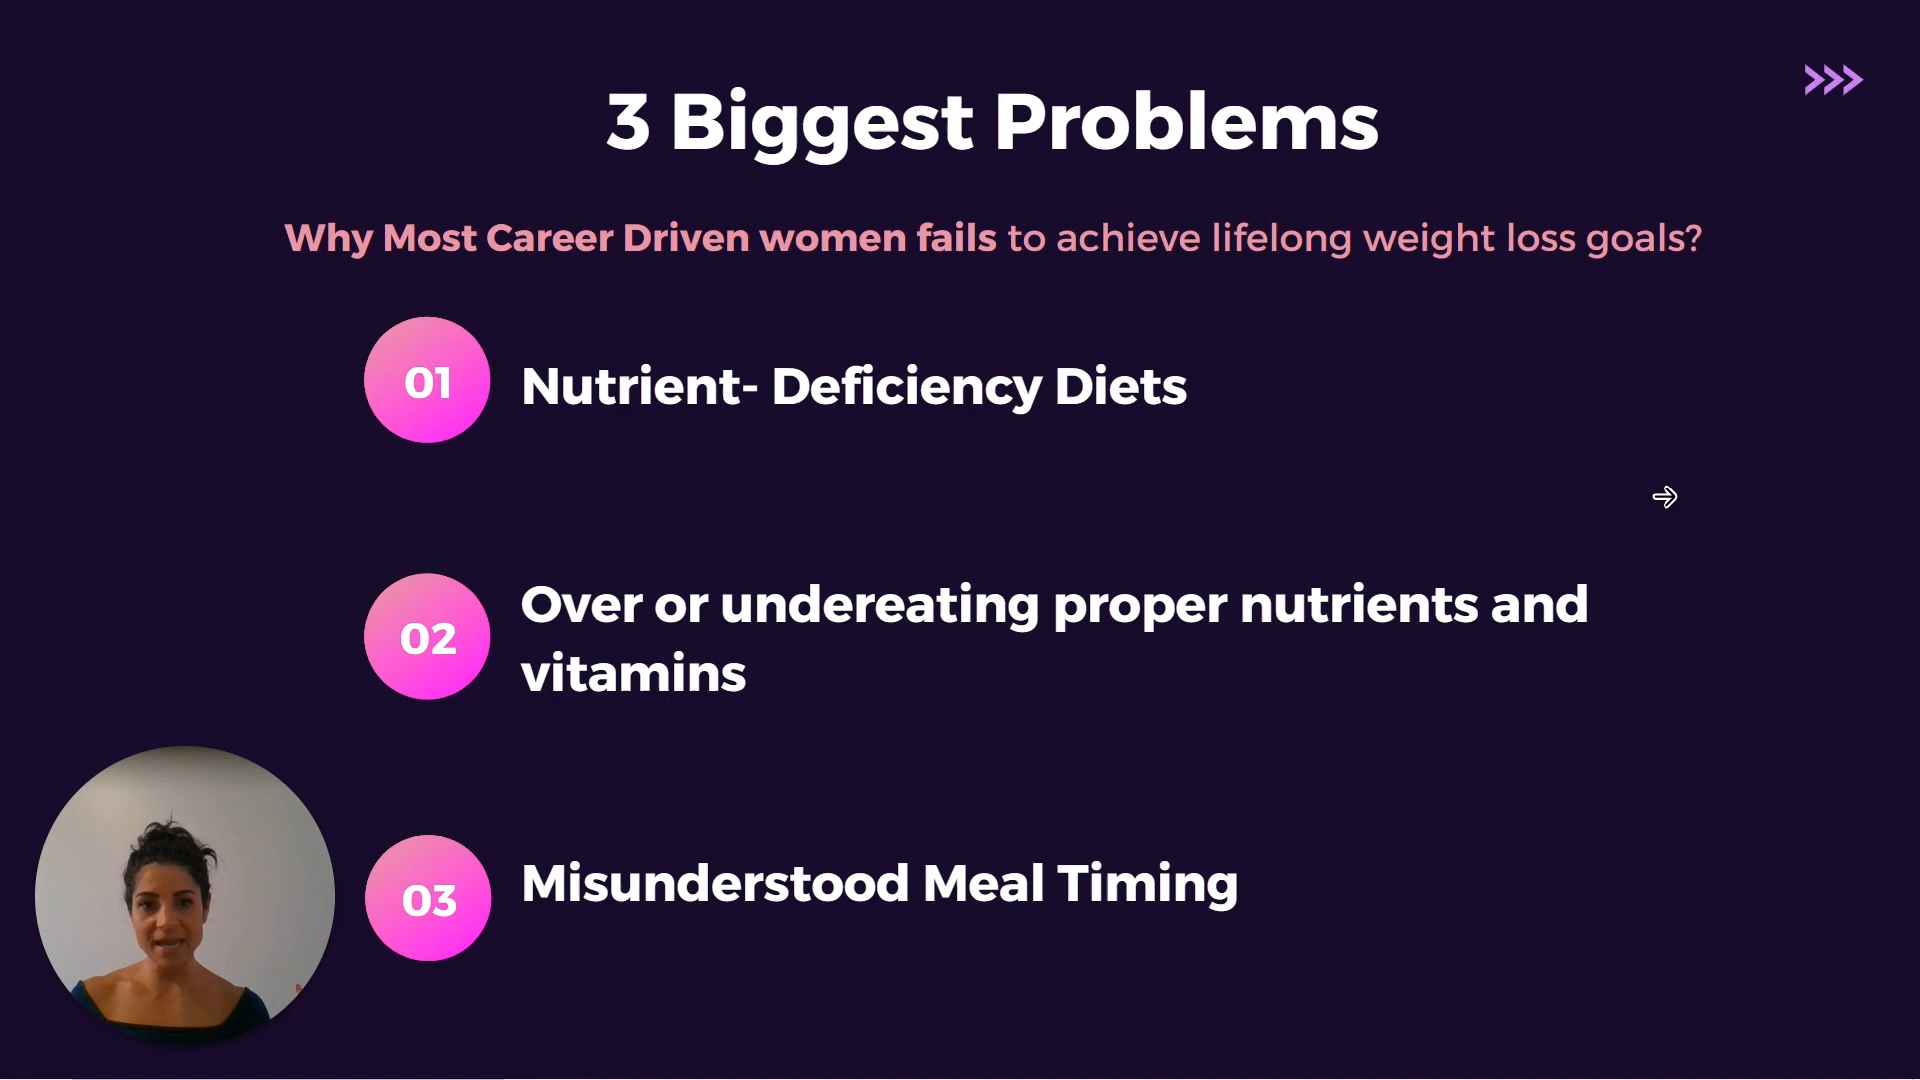 3 Biggest Problems
Why Most Career Driven women fails to achieve lifelong weight loss goals?
01
Nutrient- Deficiency Diets
02
Over or undereating proper nutrients and
vitamins
03
Misunderstood Meal Timing